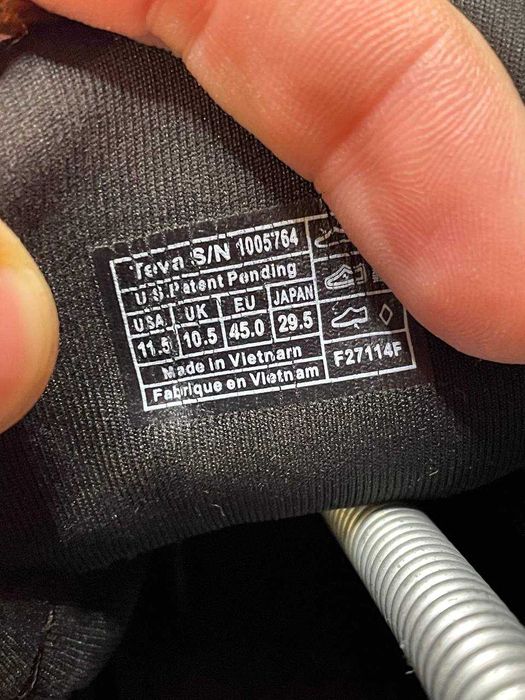 Teva S/N 1005764
U S Patent Pending
USA UK EU JAPAN
11.5 10.5 45.0 29.5
Made in Vietnam
Fabrique en Vietnam
F27114F